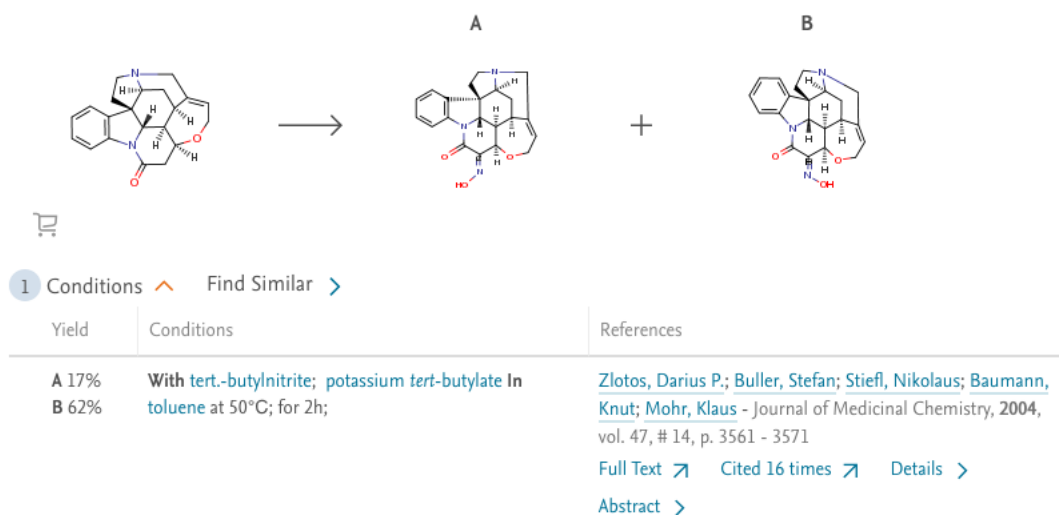 A B
N H H H H H N O O
N H H H H H N O O N HO
N H H H H N O O H N OH
+
1 Conditions Find Similar
Yield Conditions References
A 17% With tert.-butylnitrite; potassium tert-butylate In Zlotos, Darius P.; Buller, Stefan; Stiefl, Nikolaus; Baumann,
B 62% toluene at 50°C; for 2h; Knut; Mohr, Klaus - Journal of Medicinal Chemistry, 2004,
vol. 47, # 14, p. 3561 - 3571
Full Text Cited 16 times Details
Abstract